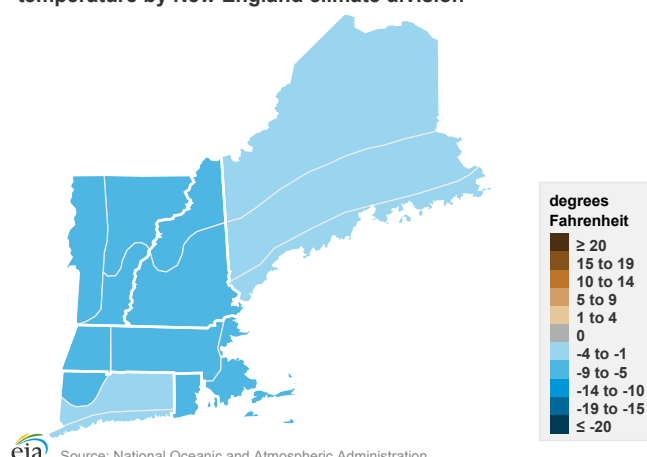 temperature by New England climate division
degrees
Fahrenheit
≥ 20
15 to 19
10 to 14
5 to 9
1 to 4
0
-4 to -1
-9 to -5
-14 to -10
-19 to -15
≤ -20
eia
Source: National Oceanic and Atmospheric Administration